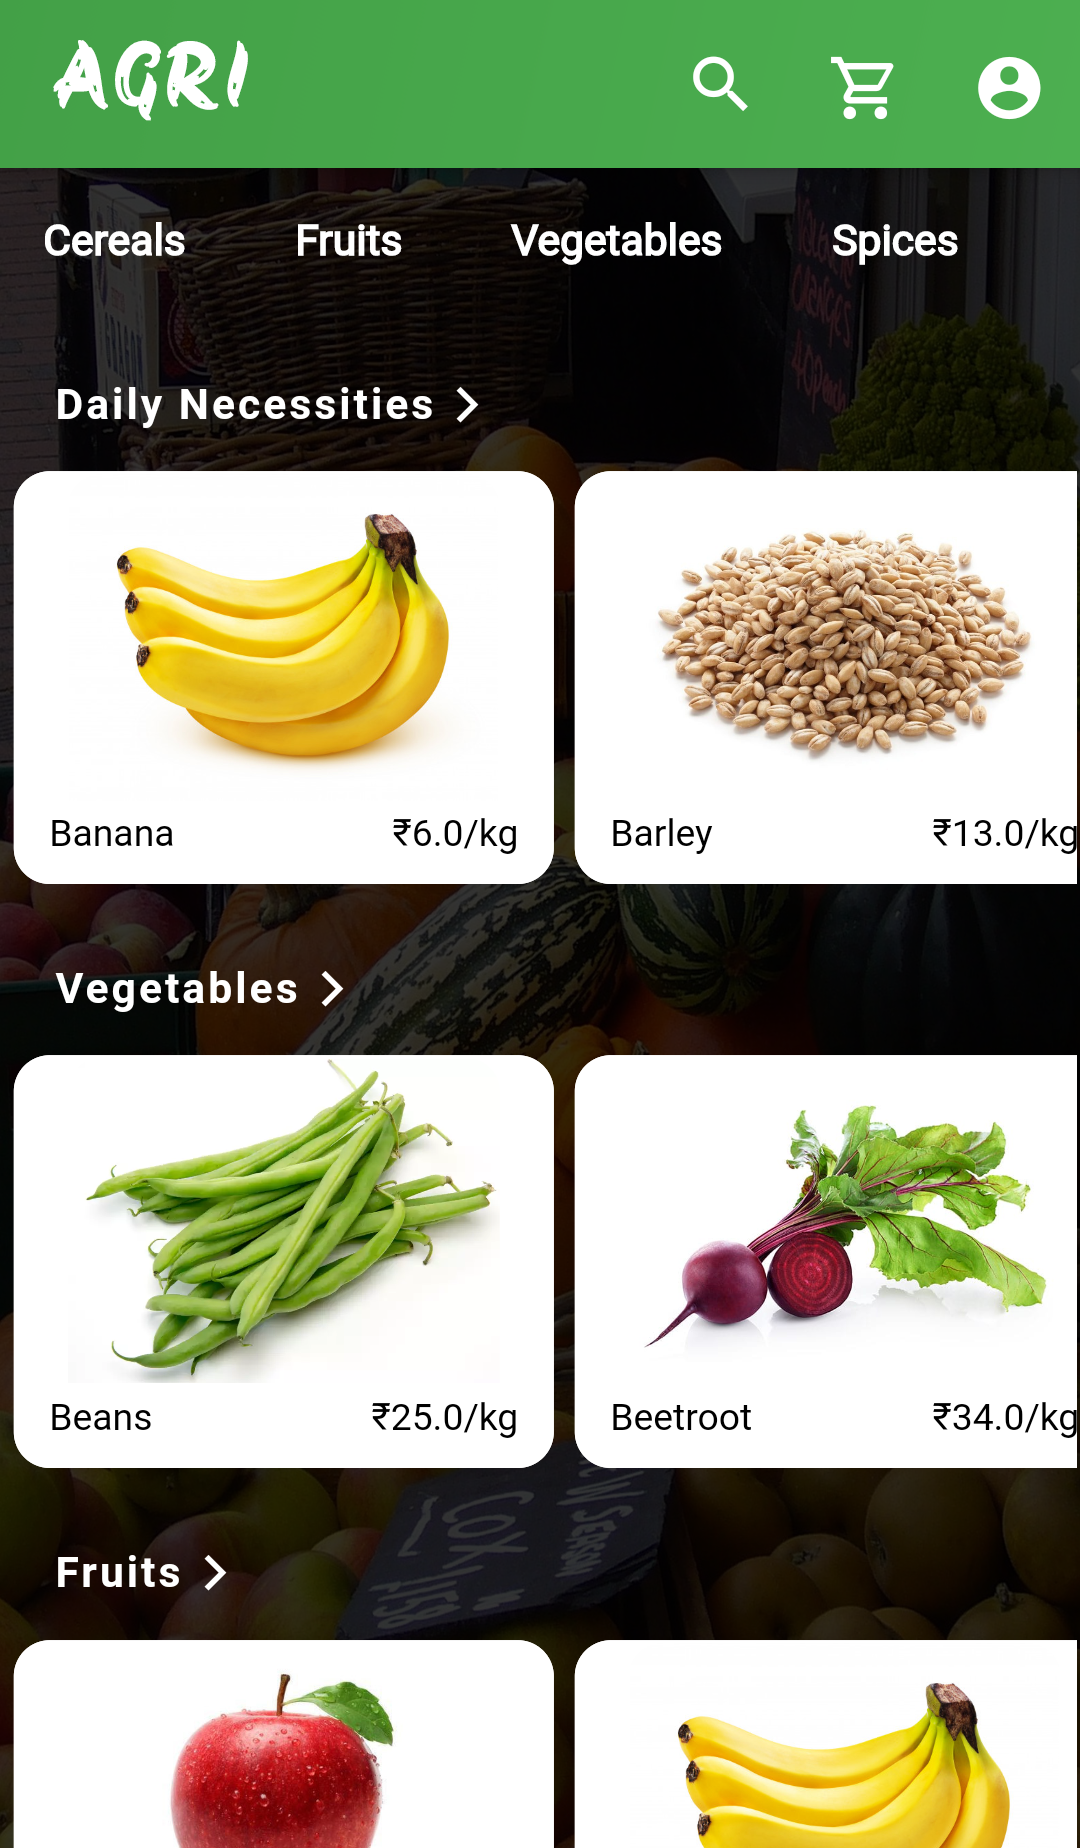 AGRI
Cereals Fruits Vegetables Spices
Daily Necessities
Banana ₹6.0/kg
Barley ₹13.0/kg
Vegetables
Beans ₹25.0/kg
Beetroot ₹34.0/kg
COX
Fruits